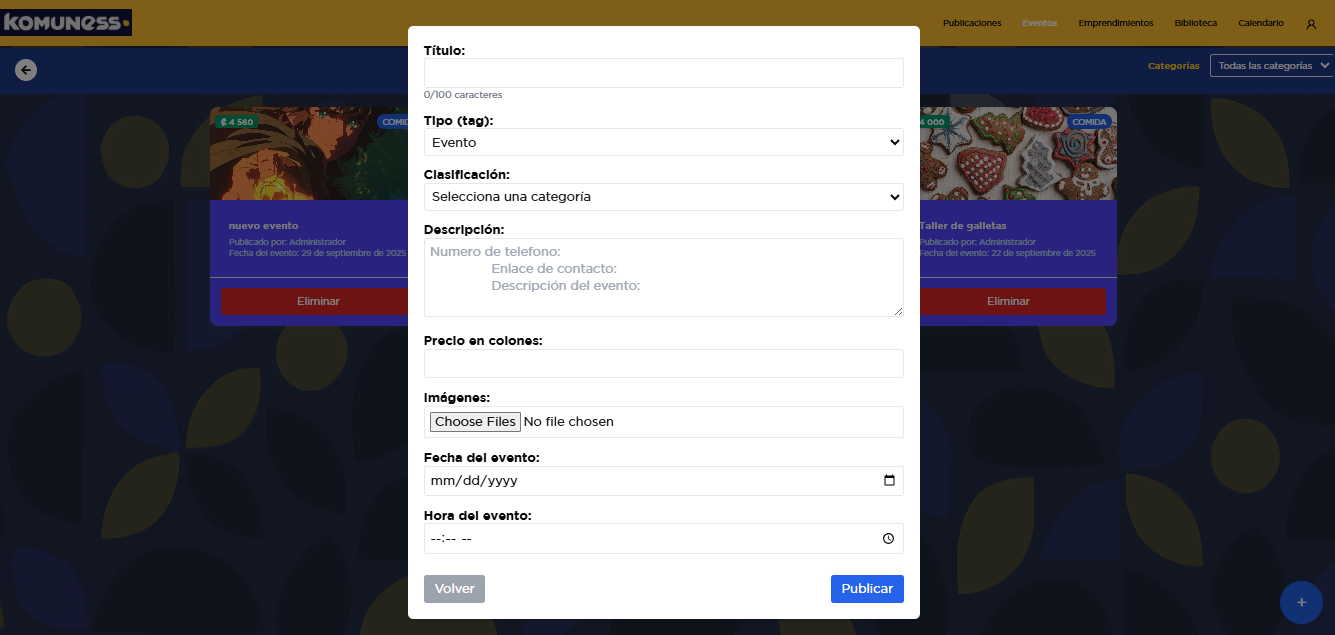 KOMUNESS
Publicaciones Eventos Emprendimientos Biblioteca Calendario
Categorías Todas las categorías
Título:
0/100 caracteres
Tipo (tag):
Evento
Clasificación:
Selecciona una categoría
Descripción:
Numero de telefono:
Enlace de contacto:
Descripción del evento:
Precio en colones:
Imágenes:
Choose Files No file chosen
Fecha del evento:
mm/dd/yyyy
Hora del evento:
--:-- --
Volver Publicar
₡ 4 560 COMID
nuevo evento
Publicado por: Administrador
Fecha del evento: 29 de septiembre de 2025
Eliminar
4 000 COMIDA
Taller de galletas
Publicado por: Administrador
Fecha del evento: 22 de septiembre de 2025
Eliminar
+